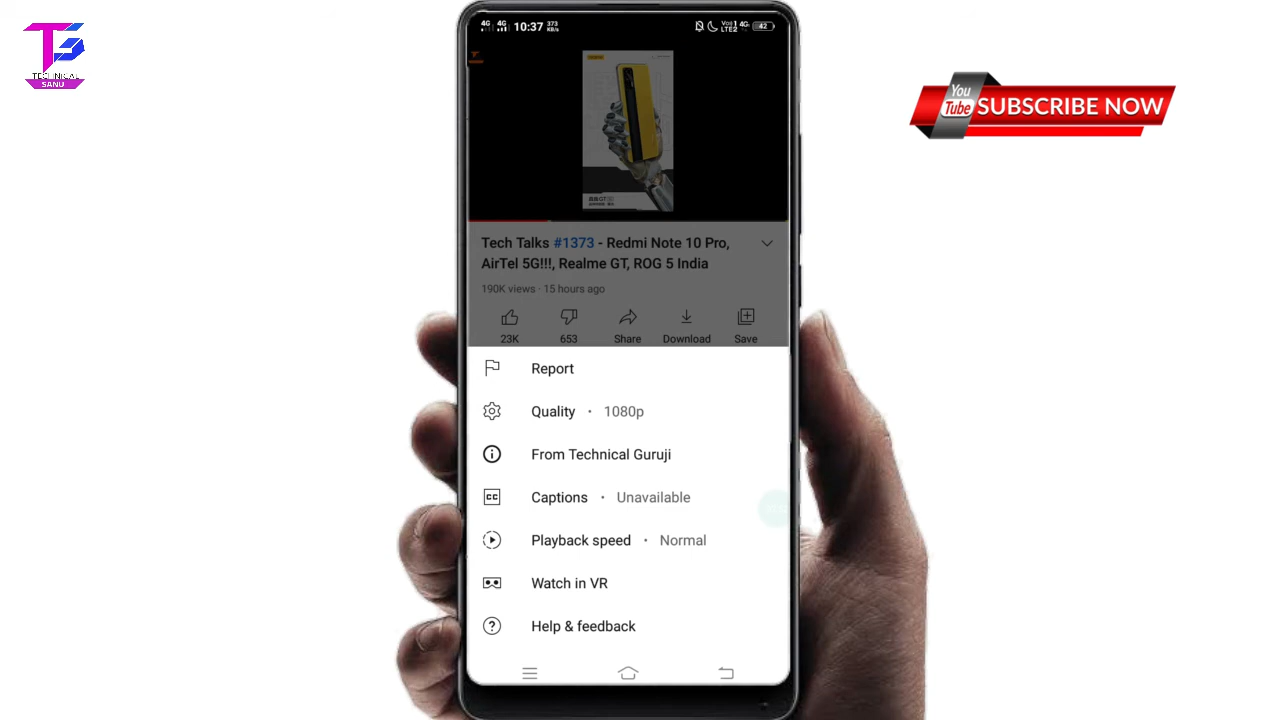 TECHNICAL
SANU
4G 4G 10:37 373 KB/s
LTE2 4G 42
You
Tube SUBSCRIBE NOW
Tech Talks #1373 - Redmi Note 10 Pro,
AirTel 5G!!!, Realme GT, ROG 5 India
190K views · 15 hours ago
23K 653 Share Download Save
Report
Quality · 1080p
From Technical Guruji
CC Captions · Unavailable
Playback speed · Normal
Watch in VR
Help & feedback